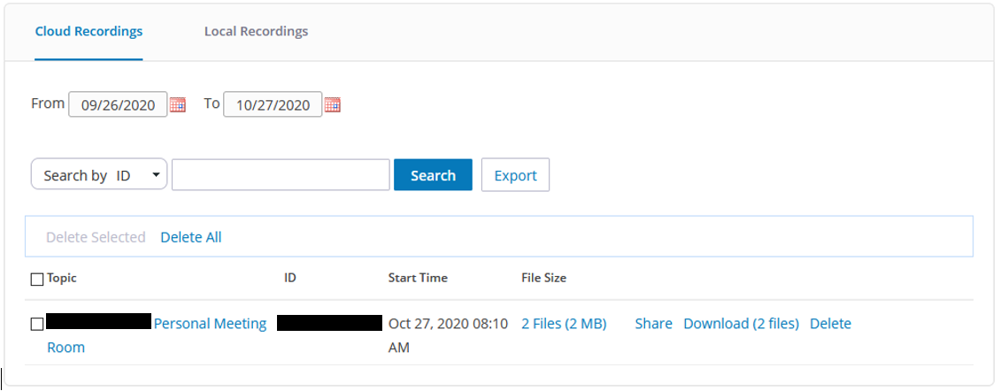 Cloud Recordings Local Recordings
From 09/26/2020 To 10/27/2020
Search by ID Search Export
Delete Selected Delete All
Topic ID Start Time File Size
Personal Meeting Oct 27, 2020 08:10 2 Files (2 MB) Share Download (2 files) Delete
Room AM